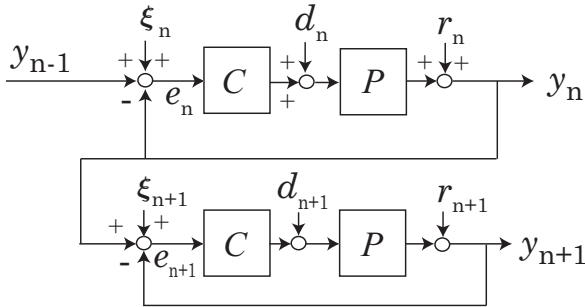 ξn dn rn
yn-1 + + + + + +
- en C P yn
ξn+1 dn+1 rn+1
+ +
- en+1 C P yn+1